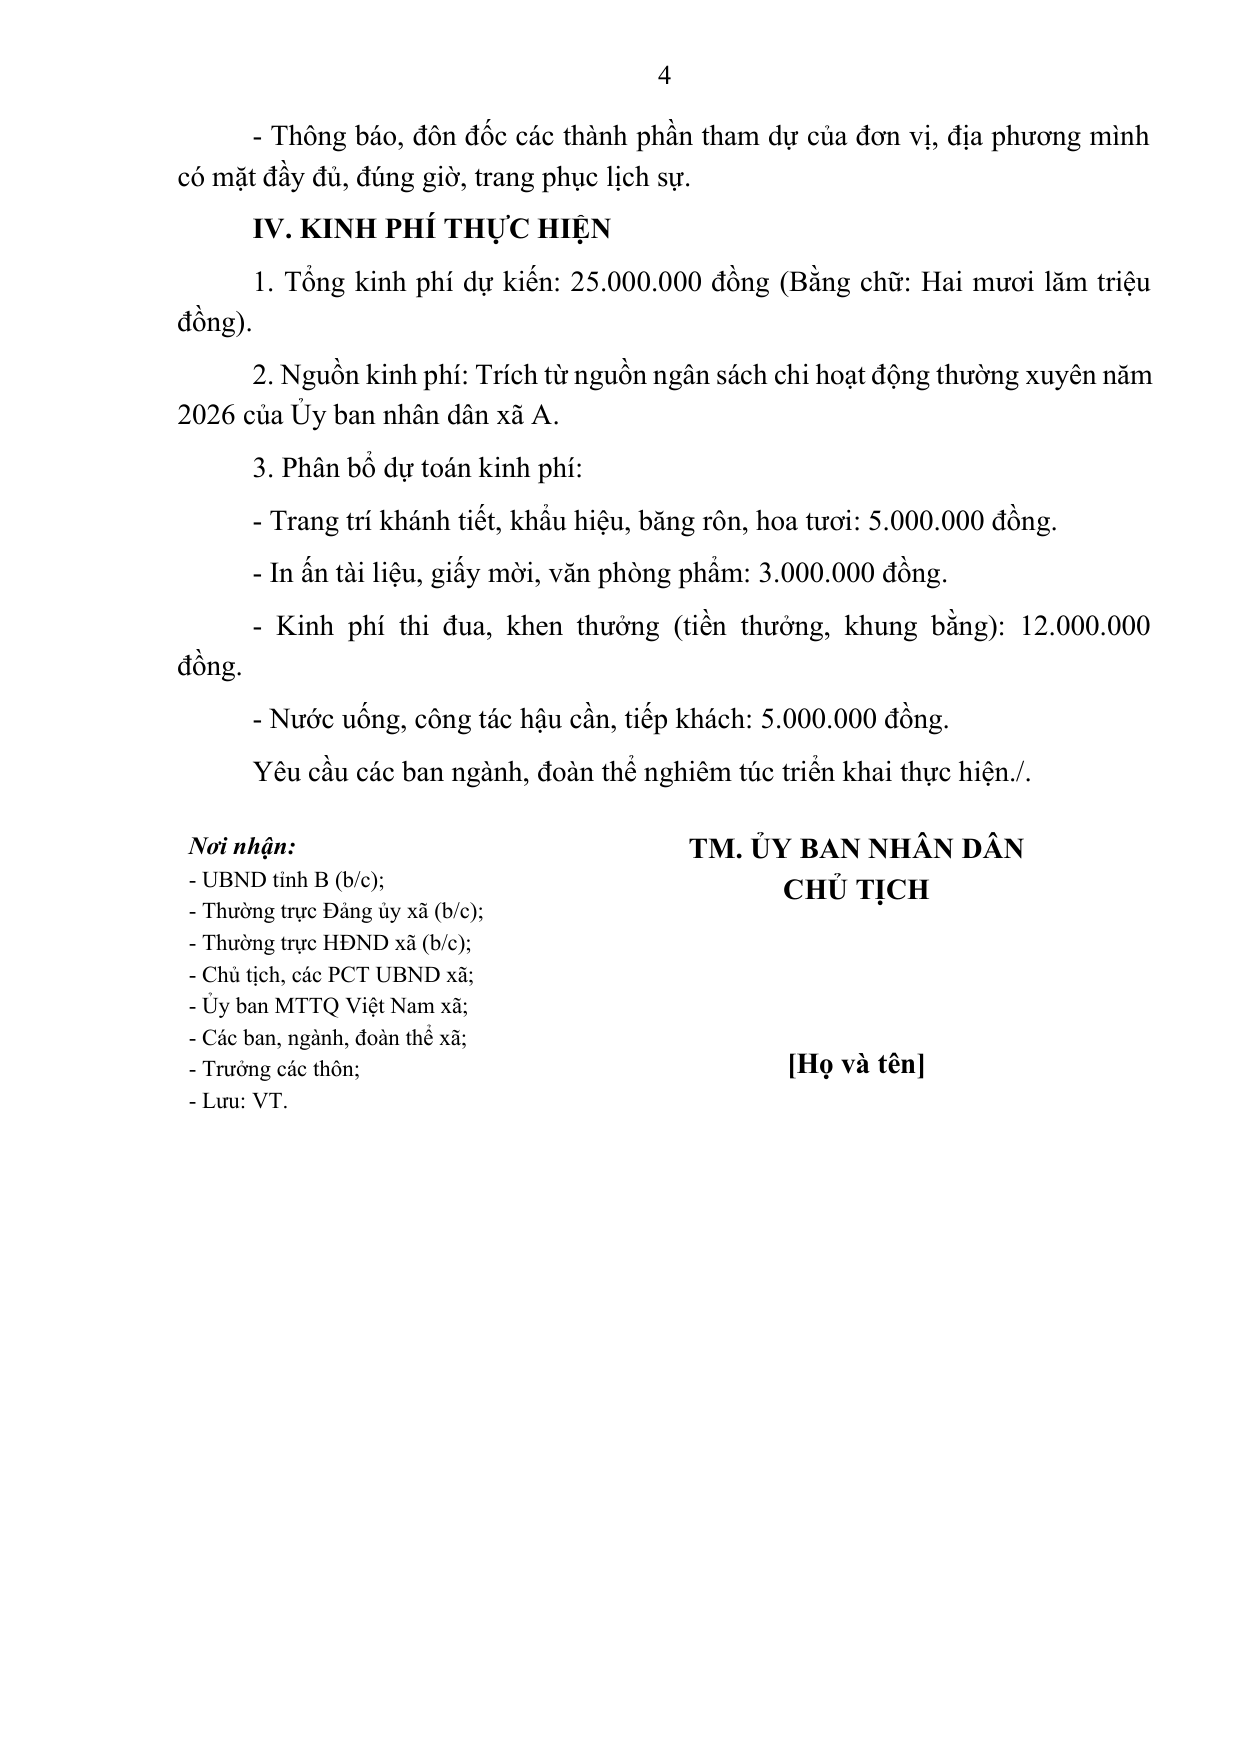 4
- Thông báo, đôn đốc các thành phần tham dự của đơn vị, địa phương mình
có mặt đầy đủ, đúng giờ, trang phục lịch sự.
IV. KINH PHÍ THỰC HIỆN
1. Tổng kinh phí dự kiến: 25.000.000 đồng (Bằng chữ: Hai mươi lăm triệu
đồng).
2. Nguồn kinh phí: Trích từ nguồn ngân sách chi hoạt động thường xuyên năm
2026 của Ủy ban nhân dân xã A.
3. Phân bổ dự toán kinh phí:
- Trang trí khánh tiết, khẩu hiệu, băng rôn, hoa tươi: 5.000.000 đồng.
- In ấn tài liệu, giấy mời, văn phòng phẩm: 3.000.000 đồng.
- Kinh phí thi đua, khen thưởng (tiền thưởng, khung bằng): 12.000.000
đồng.
- Nước uống, công tác hậu cần, tiếp khách: 5.000.000 đồng.
Yêu cầu các ban ngành, đoàn thể nghiêm túc triển khai thực hiện./.
Nơi nhận:
- UBND tỉnh B (b/c);
- Thường trực Đảng ủy xã (b/c);
- Thường trực HĐND xã (b/c);
- Chủ tịch, các PCT UBND xã;
- Ủy ban MTTQ Việt Nam xã;
- Các ban, ngành, đoàn thể xã;
- Trưởng các thôn;
- Lưu: VT.
TM. ỦY BAN NHÂN DÂN
CHỦ TỊCH
[Họ và tên]